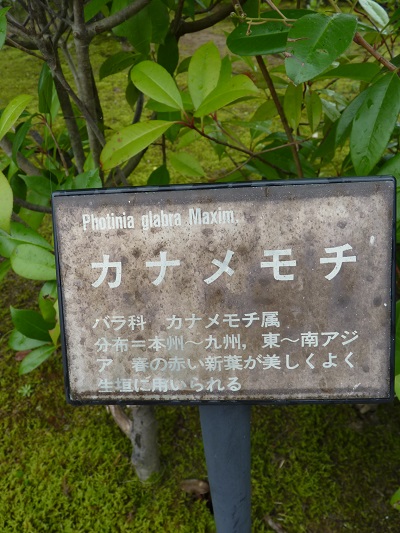 Photinia glabra Maxim.
カナメモチ
バラ科 カナメモチ属
分布＝本州〜九州，東〜南アジ
ア 春の赤い新葉が美しくよく
生垣に用いられる